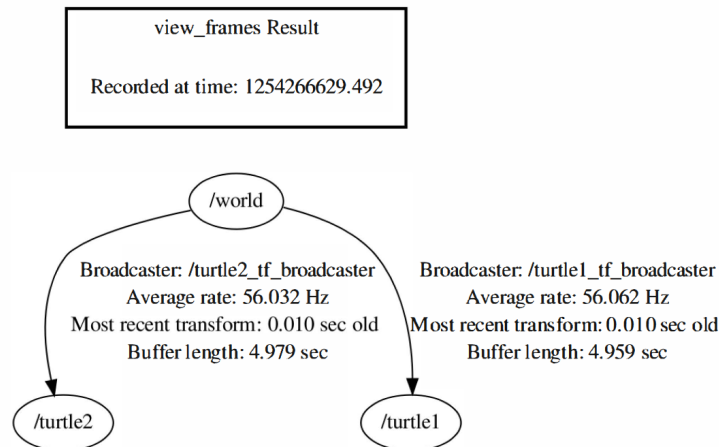 view_frames Result
Recorded at time: 1254266629.492
/world
Broadcaster: /turtle2_tf_broadcaster
Average rate: 56.032 Hz
Most recent transform: 0.010 sec old
Buffer length: 4.979 sec
Broadcaster: /turtle1_tf_broadcaster
Average rate: 56.062 Hz
Most recent transform: 0.010 sec old
Buffer length: 4.959 sec
/turtle2
/turtle1